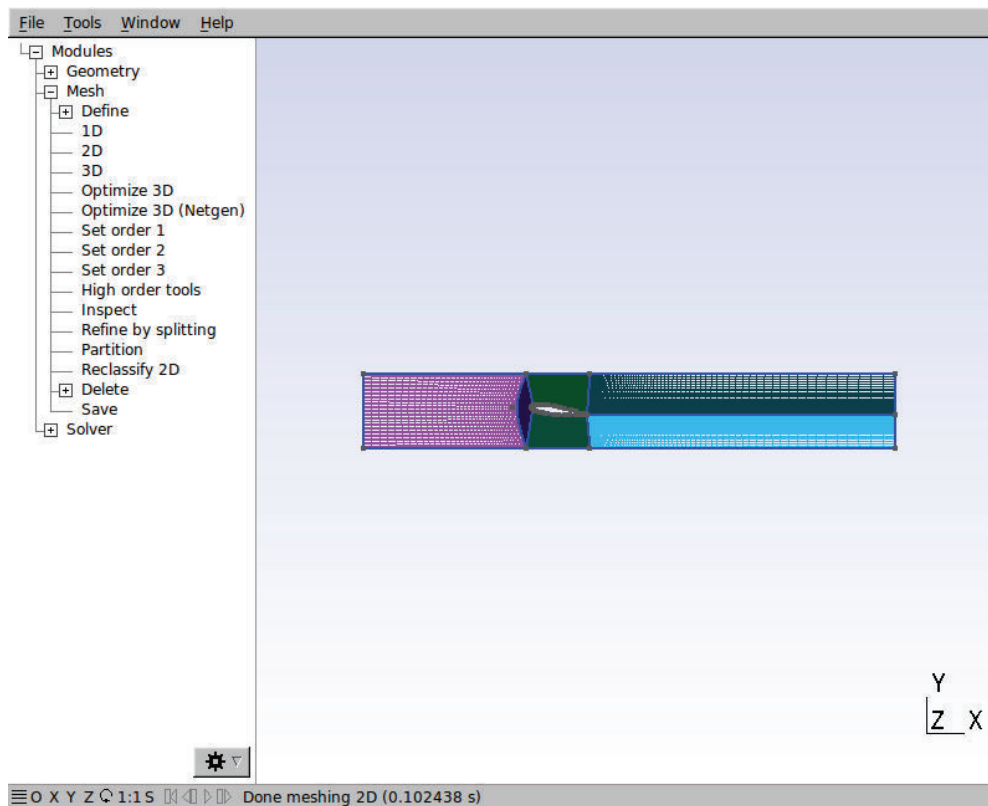 File Tools Window Help
Modules
Geometry
Mesh
Define
1D
2D
3D
Optimize 3D
Optimize 3D (Netgen)
Set order 1
Set order 2
Set order 3
High order tools
Inspect
Refine by splitting
Partition
Reclassify 2D
Delete
Save
Solver
Y
Z X
O X Y Z 1:1 S Done meshing 2D (0.102438 s)